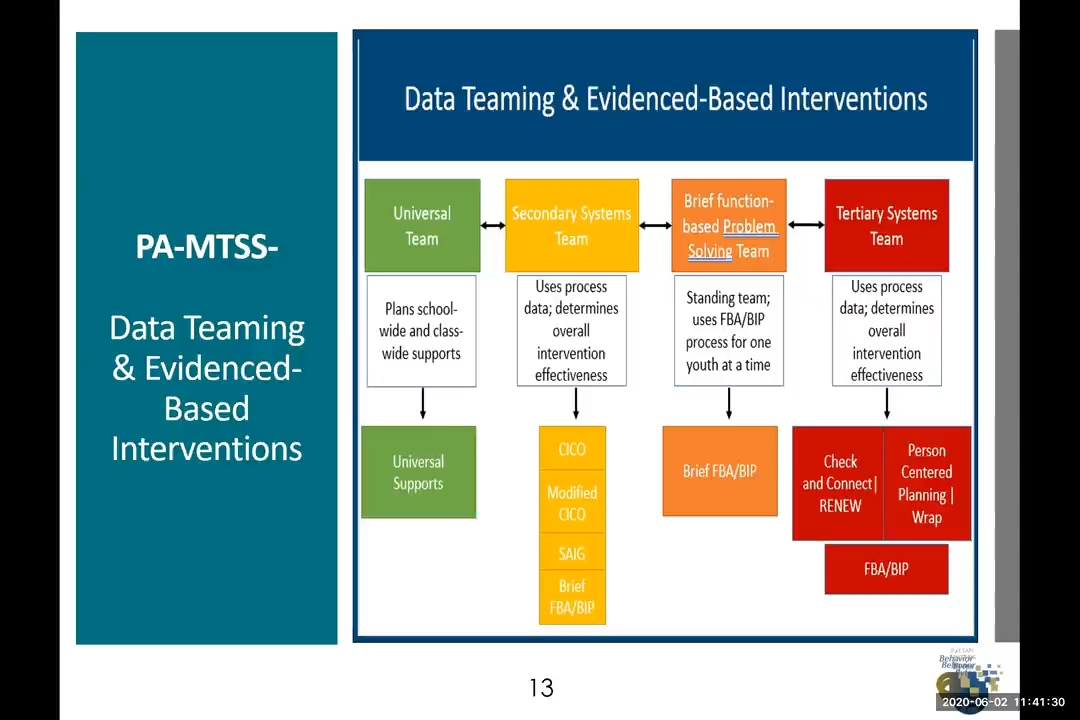 PA-MTSS-
Data Teaming
& Evidenced-
Based
Interventions
Data Teaming & Evidenced-Based Interventions
Universal
Team
Secondary Systems
Team
Brief function-
based Problem
Solving Team
Tertiary Systems
Team
Plans school-
wide and class-
wide supports
Uses process
data; determines
overall
intervention
effectiveness
Standing team;
uses FBA/BIP
process for one
youth at a time
Uses process
data; determines
overall
intervention
effectiveness
Universal
Supports
CICO
Modified
CICO
SAIG
Brief
FBA/BIP
Brief FBA/BIP
Check
and Connect|
RENEW
Person
Centered
Planning |
Wrap
FBA/BIP
13
Behavior
2020-06-02 11:41:30